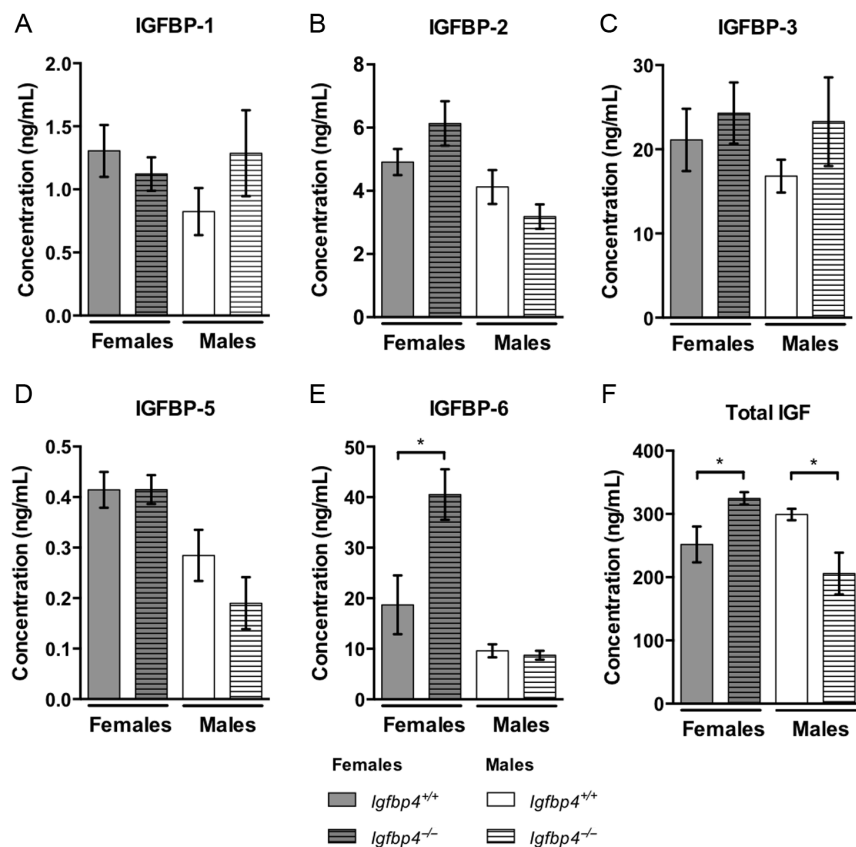 A
IGFBP-1
Concentration (ng/mL)
2.0
1.5
1.0
0.5
0.0
Females
Males
B
IGFBP-2
Concentration (ng/mL)
8
6
4
2
0
Females
Males
C
IGFBP-3
Concentration (ng/mL)
30
20
10
0
Females
Males
D
IGFBP-5
Concentration (ng/mL)
0.5
0.4
0.3
0.2
0.1
0.0
Females
Males
E
IGFBP-6
Concentration (ng/mL)
50
40
30
20
10
0
*
Females
Males
F
Total IGF
Concentration (ng/mL)
400
300
200
100
0
*
*
Females
Males
Females Males
Igfbp4+/+ Igfbp4+/+
Igfbp4–/– Igfbp4–/–